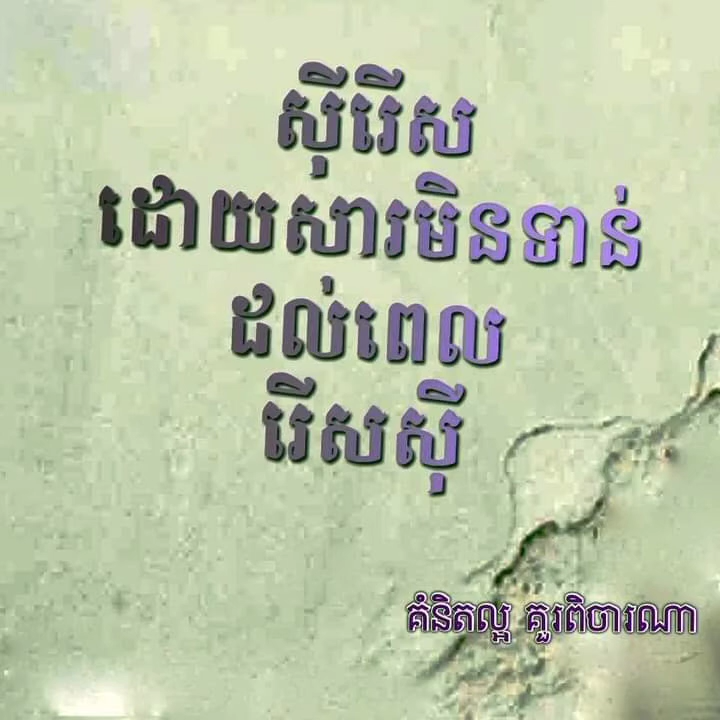 ស៊ីរើស
ដោយសារមិនទាន់
ដល់ពេល
រើសស៊ី
គំនិតល្អ គួរពិចារណា